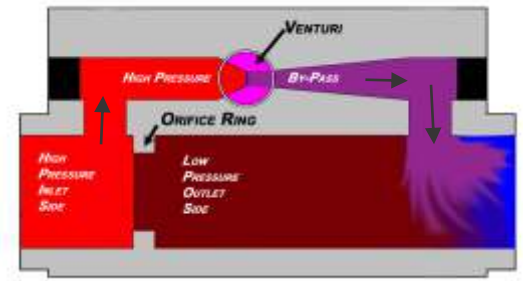 VENTURI
HIGH PRESSURE
BY-PASS
ORIFICE RING
HIGH
PRESSURE
INLET
SIDE
LOW
PRESSURE
OUTLET
SIDE